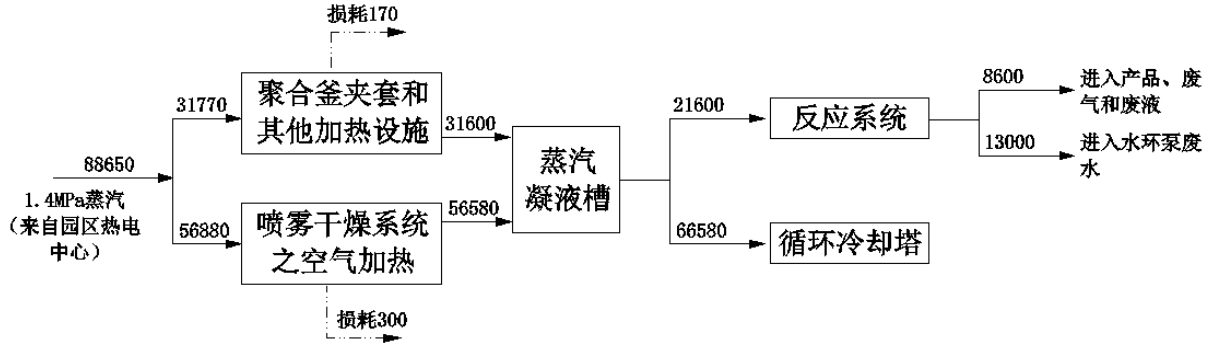 损耗170
31770
聚合釜夹套和
其他加热设施
31600
88650
1.4MPa蒸汽
（来自园区热电
中心）
56880
喷雾干燥系统
之空气加热
56580
损耗300
蒸汽
凝液槽
21600
反应系统
8600
进入产品、废
气和废液
13000
进入水环泵废
水
66580
循环冷却塔